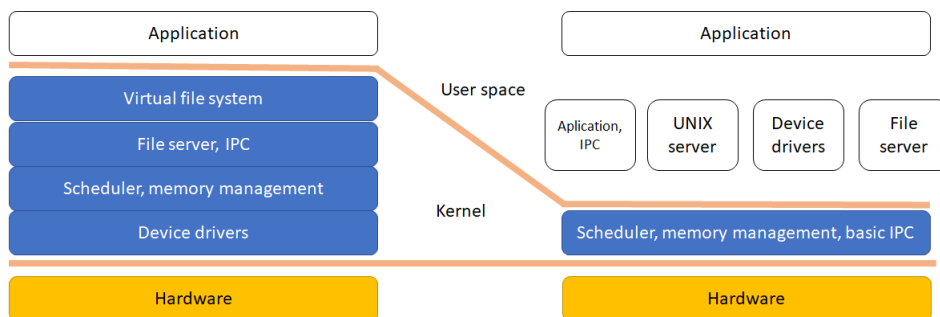 Application
Virtual file system
File server, IPC
Scheduler, memory management
Device drivers
Hardware
User space
Kernel
Application
Aplication,
IPC
UNIX
server
Device
drivers
File
server
Scheduler, memory management, basic IPC
Hardware